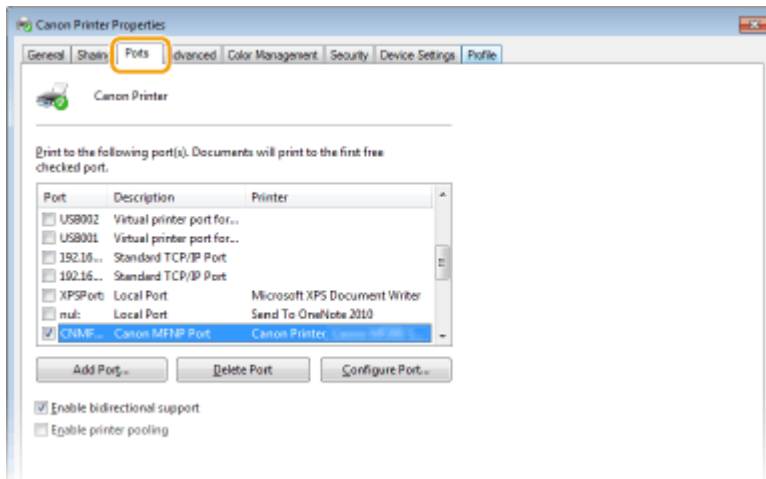 Canon Printer Properties
General Sharin Ports dvanced Color Management Security Device Settings Profile
Canon Printer
Print to the following port(s). Documents will print to the first free
checked port.
Port Description Printer
USB002 Virtual printer port for...
USB001 Virtual printer port for...
192.16... Standard TCP/IP Port
192.16... Standard TCP/IP Port
XPSPort: Local Port Microsoft XPS Document Writer
nul: Local Port Send To OneNote 2010
CNMF... Canon MFNP Port Canon Printer,
Add Port... Delete Port Configure Port...
Enable bidirectional support
Enable printer pooling